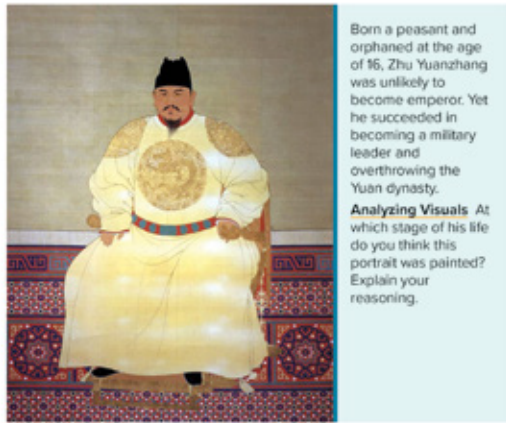 Born a peasant and
orphaned at the age
of 16, Zhu Yuanzhang
was unlikely to
become emperor. Yet
he succeeded in
becoming a military
leader and
overthrowing the
Yuan dynasty.
Analyzing Visuals At
which stage of his life
do you think this
portrait was painted?
Explain your
reasoning.